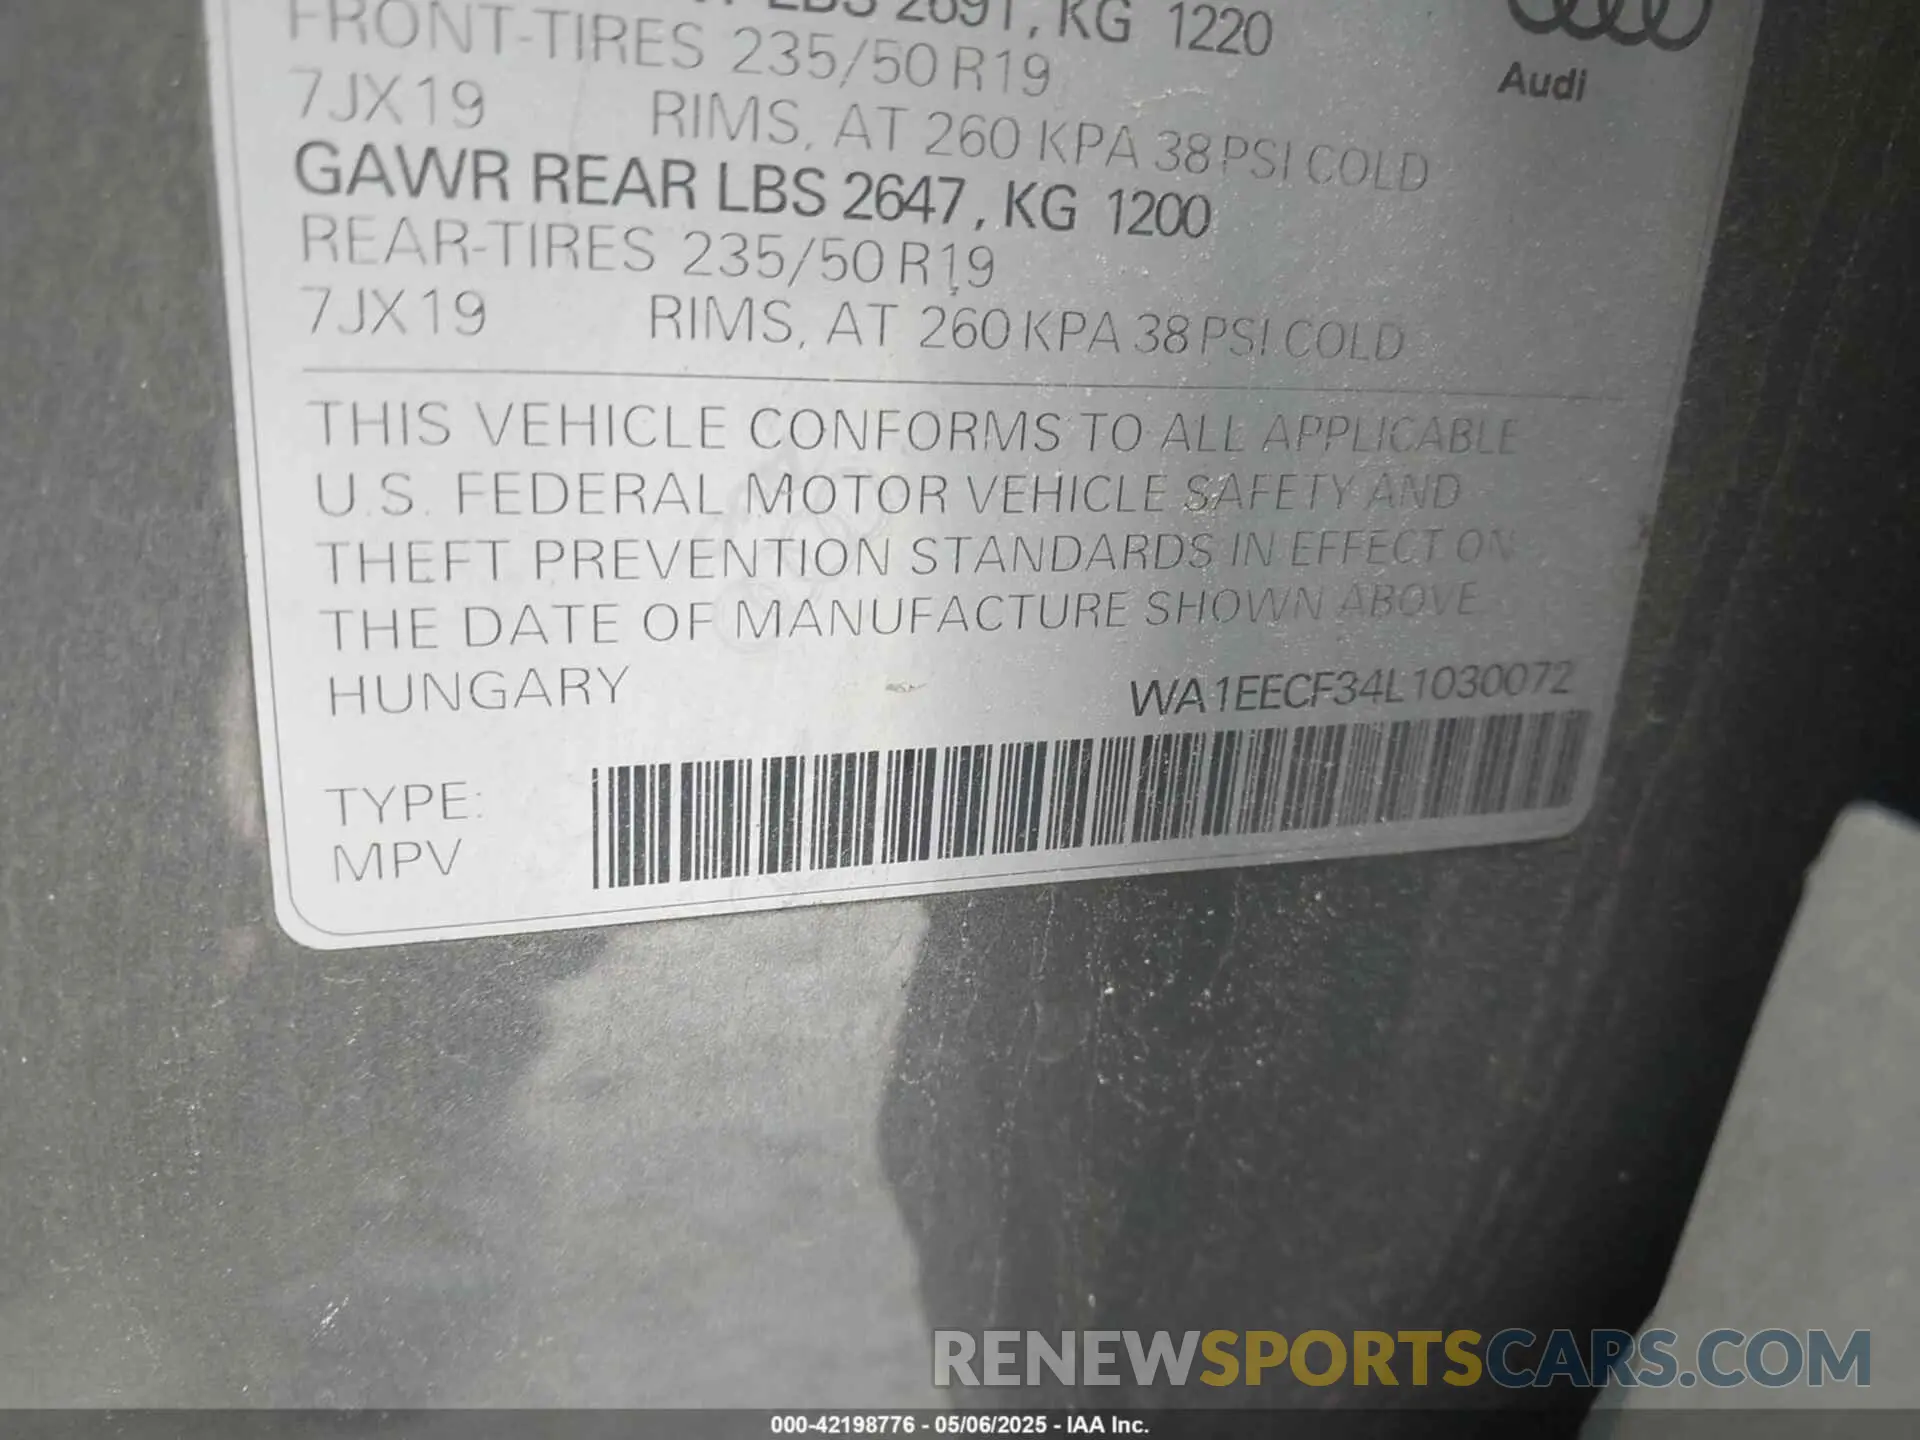 LBS 2691, KG 1220
FRONT-TIRES 235/50 R19
7JX19 RIMS, AT 260 KPA 38 PSI COLD
Audi
GAWR REAR LBS 2647, KG 1200
REAR-TIRES 235/50 R19
7JX19 RIMS, AT 260 KPA 38 PSI COLD
THIS VEHICLE CONFORMS TO ALL APPLICABLE
U.S. FEDERAL MOTOR VEHICLE SAFETY AND
THEFT PREVENTION STANDARDS IN EFFECT ON
THE DATE OF MANUFACTURE SHOWN ABOVE
HUNGARY WA1EECF34L1030072
TYPE:
MPV
RENEWSPORTSCARS.COM
000-42198776 - 05/06/2025 - IAA Inc.